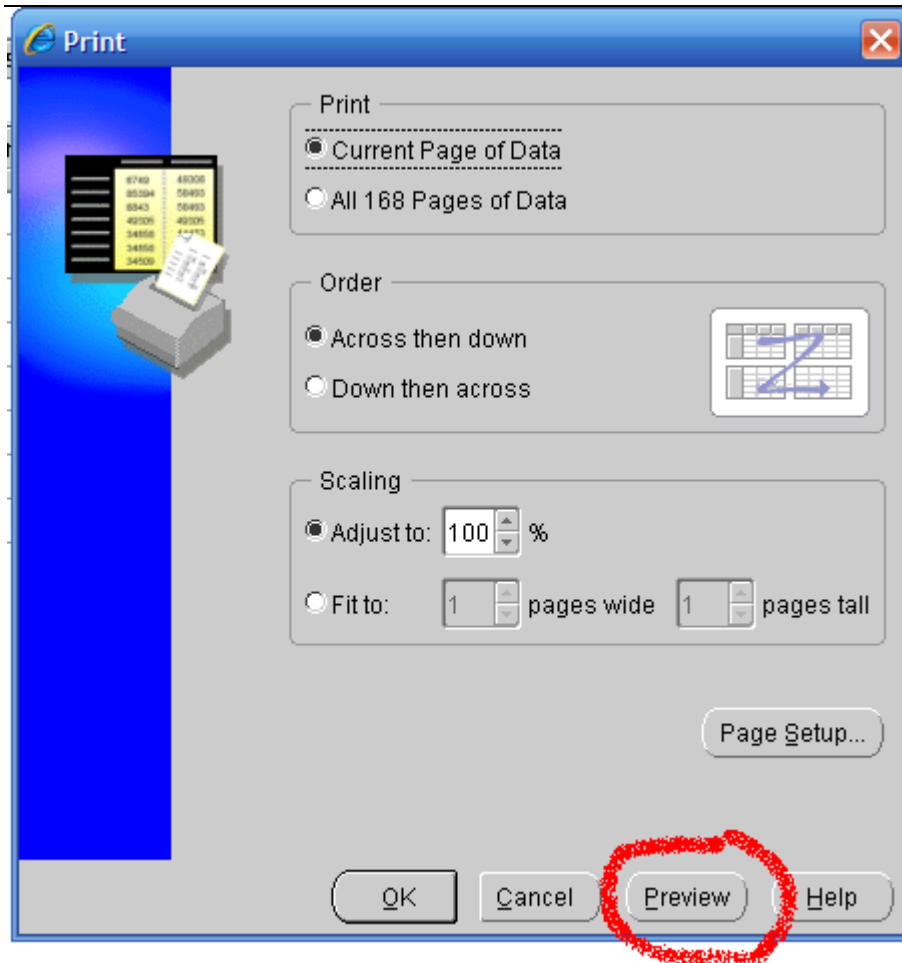 Print
Print
Current Page of Data
All 168 Pages of Data
Order
Across then down
Down then across
Scaling
Adjust to: 100 %
Fit to: 1 pages wide 1 pages tall
Page Setup...
OK Cancel Preview Help